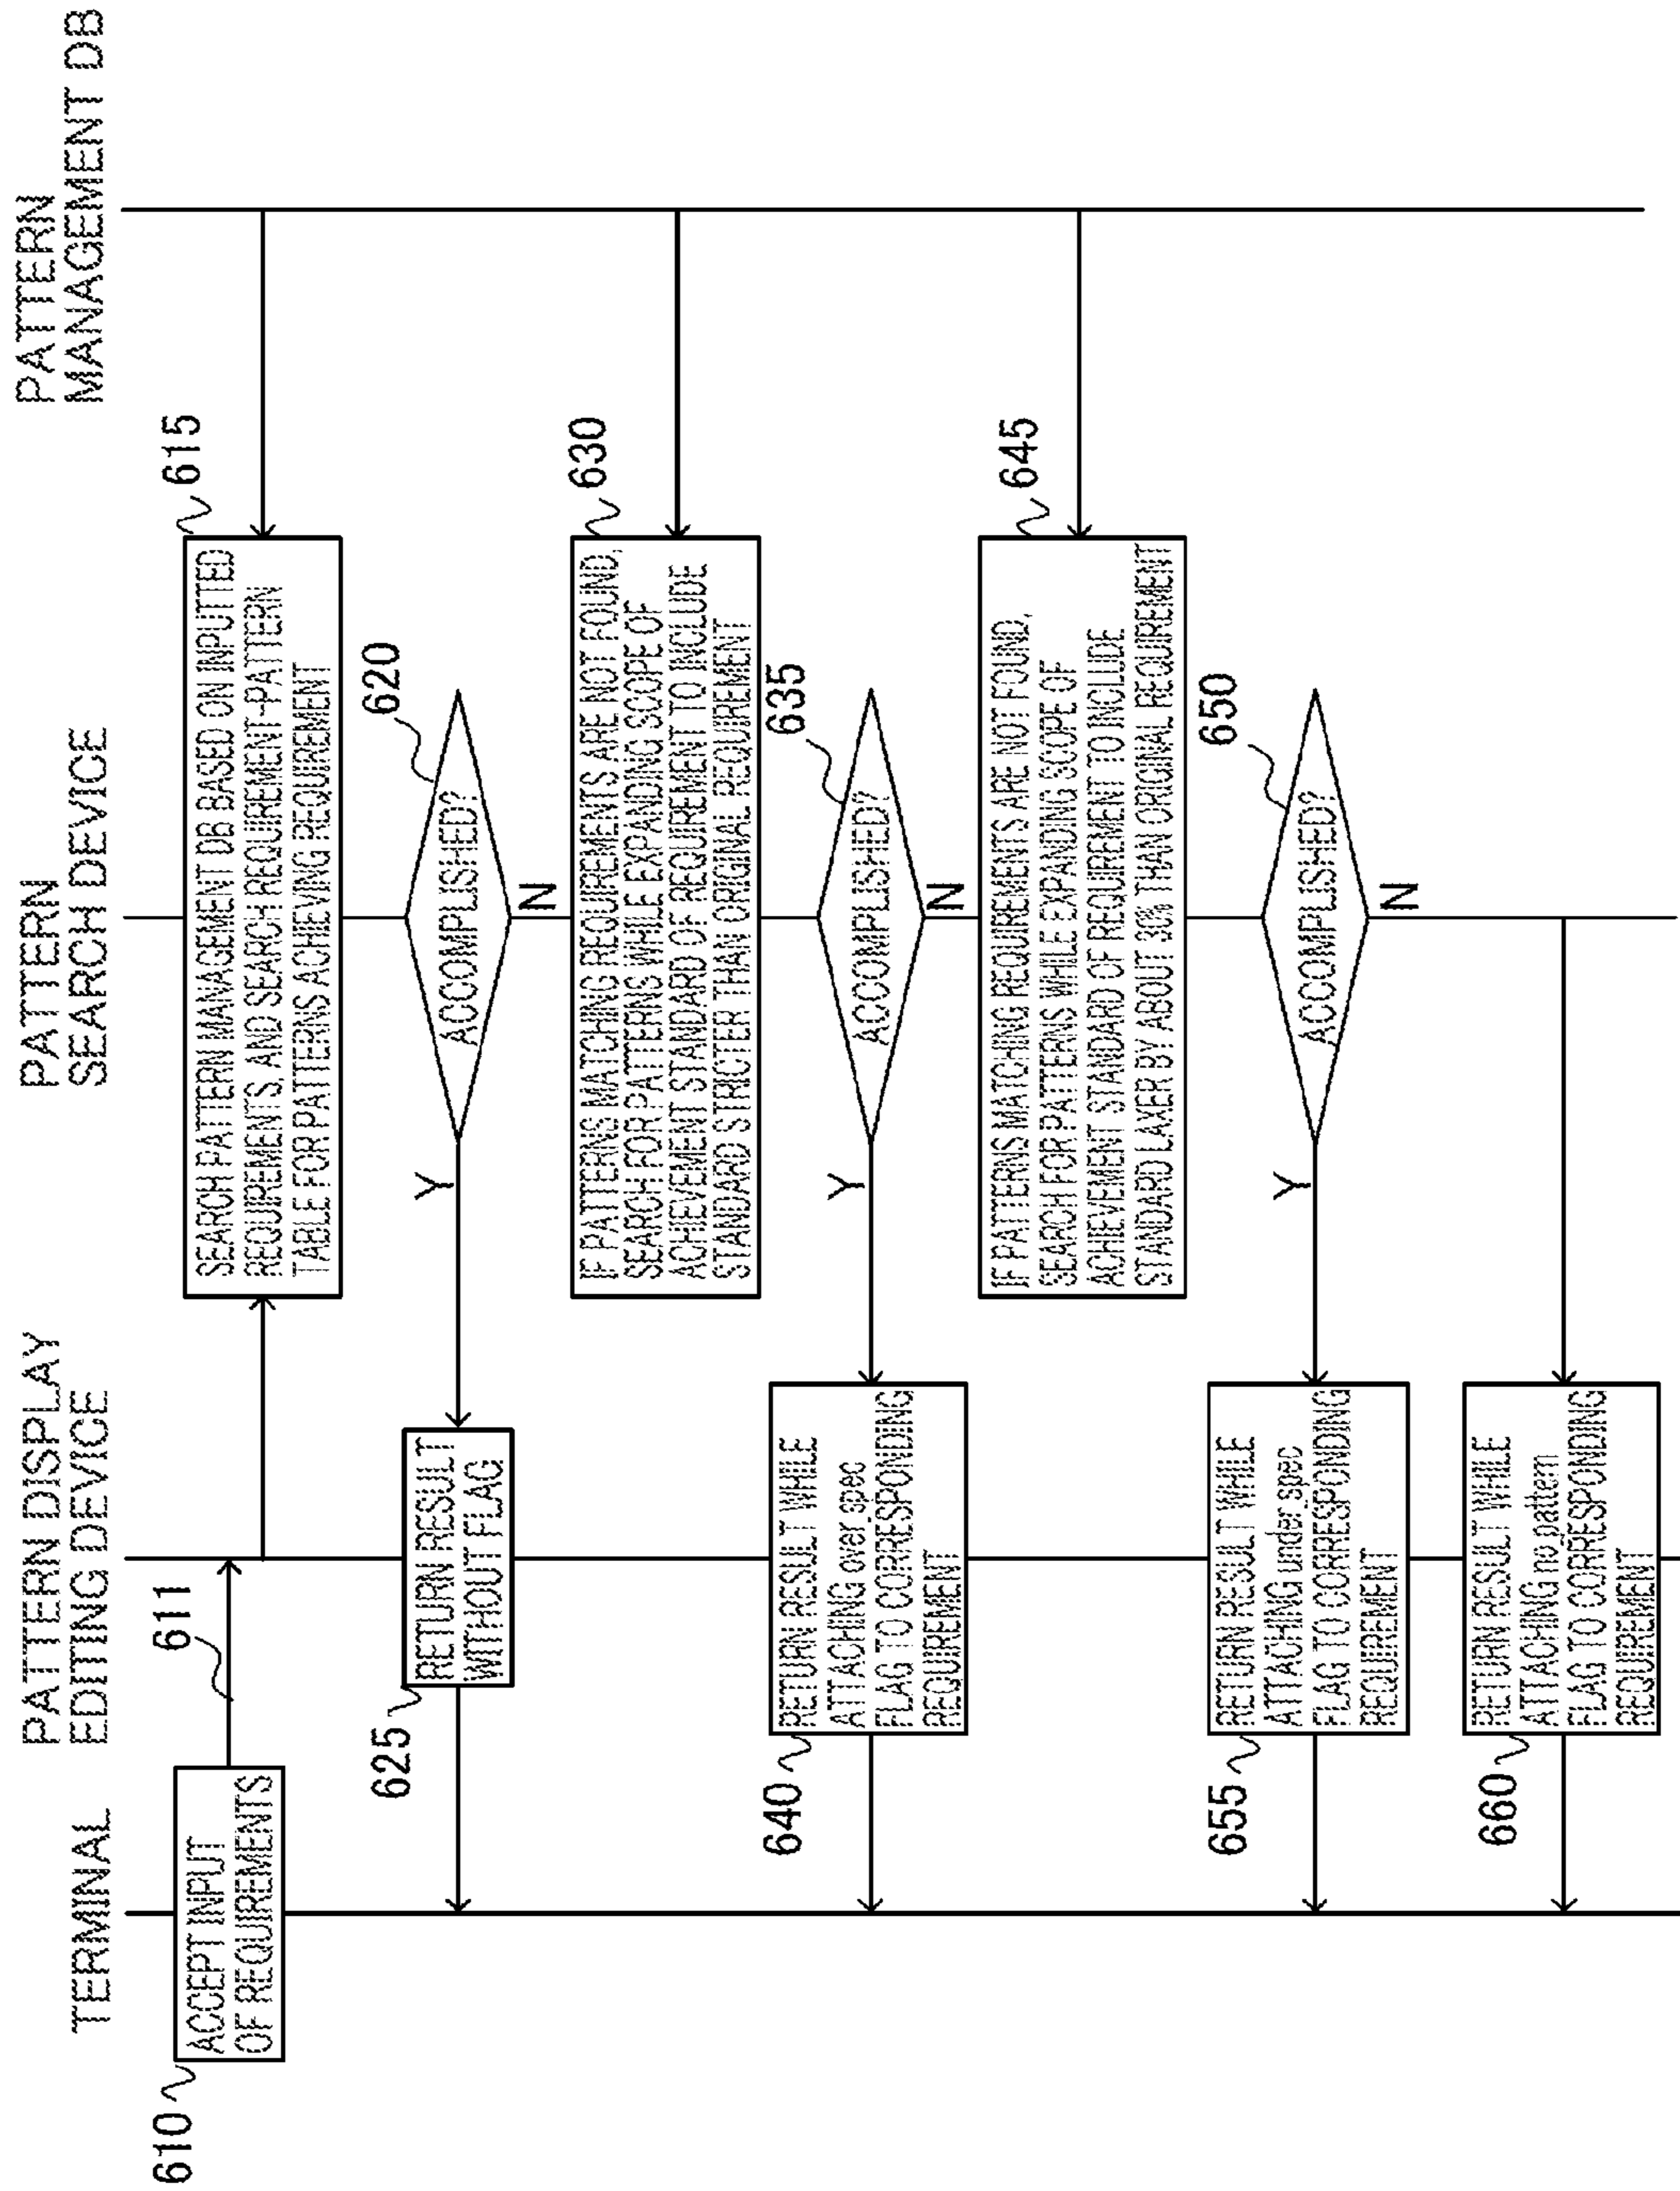 TERMINAL
PATTERN DISPLAY
EDITING DEVICE
PATTERN
SEARCH DEVICE
PATTERN
MANAGEMENT DB
610
ACCEPT INPUT
OF REQUIREMENTS
611
615
SEARCH PATTERN MANAGEMENT DB BASED ON INPUTTED
REQUIREMENTS, AND SEARCH REQUIREMENT-PATTERN
TABLE FOR PATTERNS ACHIEVING REQUIREMENT
620
ACCOMPLISHED?
Y
N
625
RETURN RESULT
WITHOUT FLAG
630
IF PATTERNS MATCHING REQUIREMENTS ARE NOT FOUND,
SEARCH FOR PATTERNS WHILE EXPANDING SCOPE OF
ACHIEVEMENT STANDARD OF REQUIREMENT TO INCLUDE
STANDARD STRICTER THAN ORIGINAL REQUIREMENT
635
ACCOMPLISHED?
Y
N
640
RETURN RESULT WHILE
ATTACHING over_spec
FLAG TO CORRESPONDING
REQUIREMENT
645
IF PATTERNS MATCHING REQUIREMENTS ARE NOT FOUND,
SEARCH FOR PATTERNS WHILE EXPANDING SCOPE OF
ACHIEVEMENT STANDARD OF REQUIREMENT TO INCLUDE
STANDARD LAXER BY ABOUT 30% THAN ORIGINAL REQUIREMENT
650
ACCOMPLISHED?
Y
N
655
RETURN RESULT WHILE
ATTACHING under_spec
FLAG TO CORRESPONDING
REQUIREMENT
660
RETURN RESULT WHILE
ATTACHING no_pattern
FLAG TO CORRESPONDING
REQUIREMENT